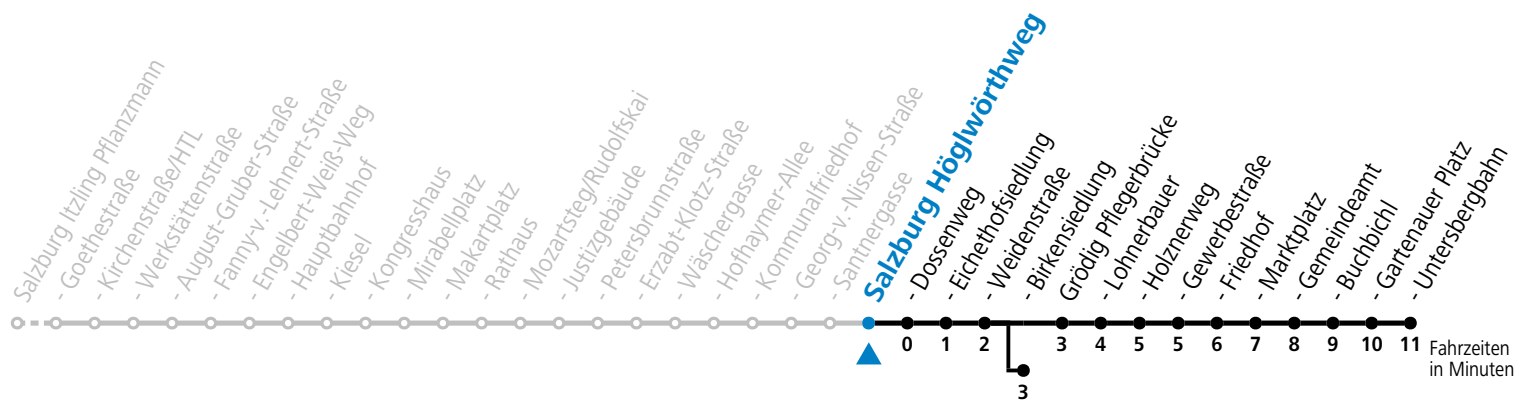 Salzburg Itzling Pflanzmann
- Goethestraße
- Kirchenstraße/HTL
- Werkstättenstraße
- August-Gruber-Straße
- Fanny-v.-Lehnert-Straße
- Engelbert-Weiß-Weg
- Hauptbahnhof
- Kiesel
- Kongresshaus
- Mirabellplatz
- Makartplatz
- Rathaus
- Mozartsteg/Rudolfskai
- Justizgebäude
- Petersbrunnstraße
- Erzabt-Klotz-Straße
- Wäschergasse
- Hofhaymer-Allee
- Kommunalfriedhof
- Georg-v.-Nissen-Straße
- Santnergasse
Salzburg Höglwörthweg
- Dossenweg
- Eichethofsiedlung
- Weidenstraße
- Birkensiedlung
Grödig Pflegerbrücke
- Lohnerbauer
- Holznerweg
- Gewerbestraße
- Friedhof
- Marktplatz
- Gemeindeamt
- Buchbichl
- Gartenauer Platz
- Untersbergbahn
0 1 2 3 4 5 5 6 7 8 9 10 11
3
Fahrzeiten
in Minuten